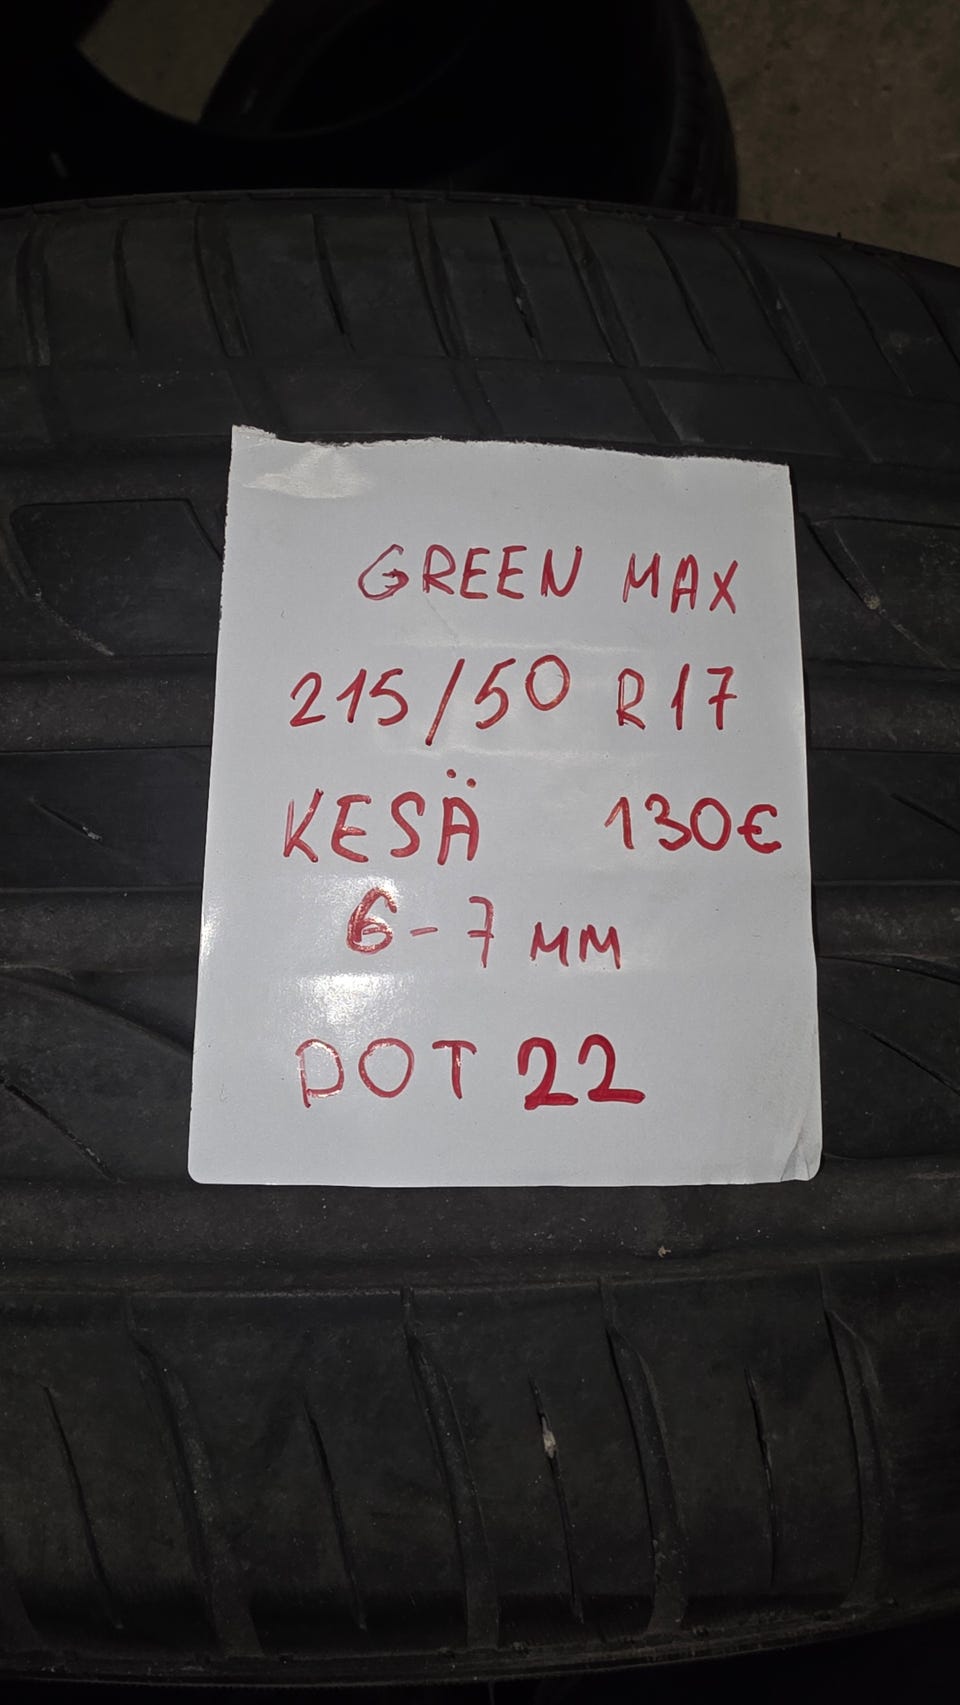 GREEN MAX
215/50 R17
KESÄ 130€
6-7 MM
DOT 22